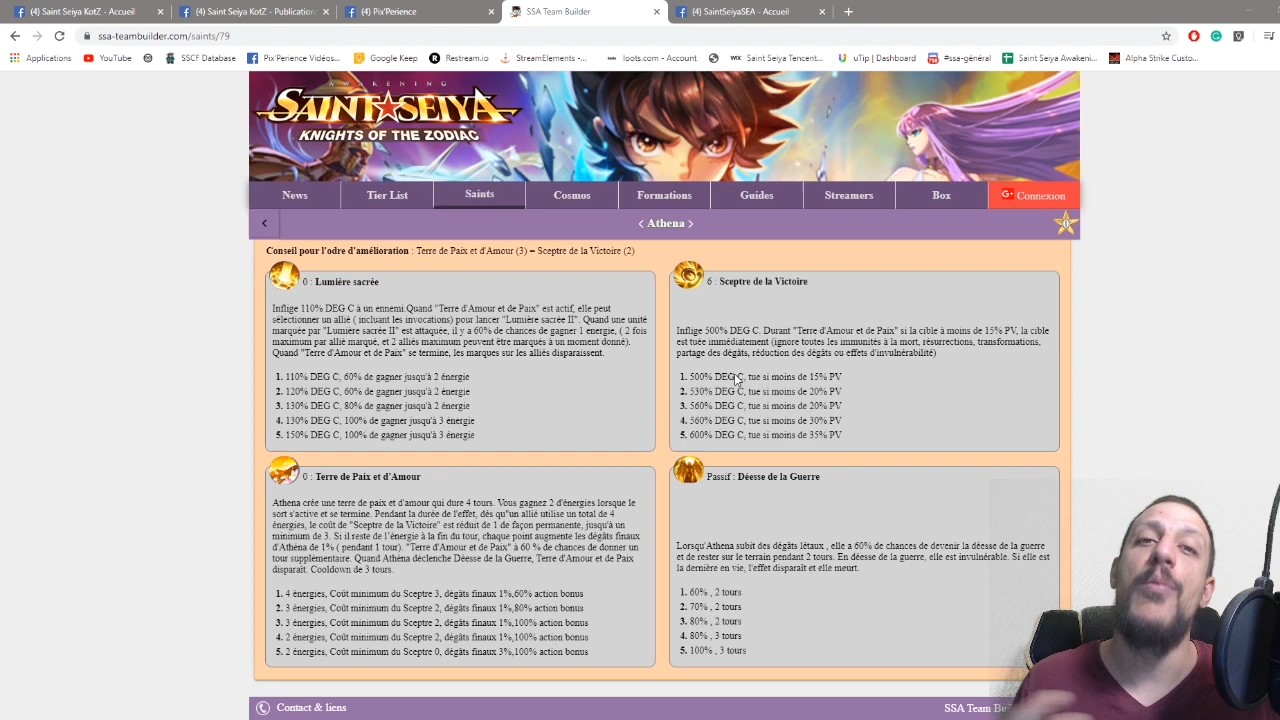 (4) Saint Seiya KotZ - Accueil
(4) Saint Seiya KotZ - Publication
(4) Pix'Perience
SSA Team Builder
(4) SaintSeiyaSEA - Accueil
ssa-teambuilder.com/saints/79
Applications
YouTube
SSCF Database
Pix'Perience Vidéos...
Google Keep
Restream.io
StreamElements -...
loots.com - Account
WIX
Saint Seiya Tencent...
uTip | Dashboard
#ssa-général
Saint Seiya Awakeni...
Alpha Strike Custo...
AWAKENING
SAINT SEIYA
KNIGHTS OF THE ZODIAC
News
Tier List
Saints
Cosmos
Formations
Guides
Streamers
Box
G+ Connexion
< Athena >
0
Conseil pour l'odre d'amélioration : Terre de Paix et d'Amour (3) – Sceptre de la Victoire (2)
0 : Lumière sacrée
Inflige 110% DEG C à un ennemi.Quand "Terre d'Amour et de Paix" est actif, elle peut
sélectionner un allié ( incluant les invocations) pour lancer "Lumière sacrée II". Quand une unité
marquée par "Lumière sacrée II" est attaquée, il y a 60% de chances de gagner 1 energie, ( 2 fois
maximum par allié marqué, et 2 alliés maximum peuvent être marqués à un moment donné).
Quand "Terre d'Amour et de Paix" se termine, les marques sur les alliés disparaissent.
1. 110% DEG C, 60% de gagner jusqu'à 2 énergie
2. 120% DEG C, 60% de gagner jusqu'à 2 énergie
3. 130% DEG C, 80% de gagner jusqu'à 2 énergie
4. 130% DEG C, 100% de gagner jusqu'à 3 énergie
5. 150% DEG C, 100% de gagner jusqu'à 3 énergie
6 : Sceptre de la Victoire
Inflige 500% DEG C. Durant "Terre d'Amour et de Paix" si la cible à moins de 15% PV, la cible
est tuée immédiatement (ignore toutes les immunités à la mort, résurrections, transformations,
partage des dégâts, réduction des dégâts ou effets d'invulnérabilité)
1. 500% DEG C, tue si moins de 15% PV
2. 530% DEG C, tue si moins de 20% PV
3. 560% DEG C, tue si moins de 20% PV
4. 560% DEG C, tue si moins de 30% PV
5. 600% DEG C, tue si moins de 35% PV
0 : Terre de Paix et d'Amour
Athena crée une terre de paix et d'amour qui dure 4 tours. Vous gagnez 2 d'énergies lorsque le
sort s'active et se termine. Pendant la durée de l'effet, dés qu"un allié utilise un total de 4
énergies, le coût de "Sceptre de la Victoire" est réduit de 1 de façon permanente, jusqu'à un
minimum de 3. Si il reste de l'énergie à la fin du tour, chaque point augmente les dégâts finaux
d'Athéna de 1% ( pendant 1 tour). "Terre d'Amour et de Paix" à 60 % de chances de donner un
tour supplémentaire. Quand Athéna déclenche Déesse de la Guerre, Terre d'Amour et de Paix
disparaît. Cooldown de 3 tours.
1. 4 énergies, Coût minimum du Sceptre 3, dégâts finaux 1%,60% action bonus
2. 3 énergies, Coût minimum du Sceptre 2, dégâts finaux 1%,80% action bonus
3. 3 énergies, Coût minimum du Sceptre 2, dégâts finaux 1%,100% action bonus
4. 2 énergies, Coût minimum du Sceptre 2, dégâts finaux 1%,100% action bonus
5. 2 énergies, Coût minimum du Sceptre 0, dégâts finaux 3%,100% action bonus
Passif : Déesse de la Guerre
Lorsqu'Athena subit des dégâts létaux , elle a 60% de chances de devenir la déesse de la guerre
et de rester sur le terrain pendant 2 tours. En déesse de la guerre, elle est invulnérable. Si elle est
la dernière en vie, l'effet disparaît et elle meurt.
1. 60% , 2 tours
2. 70% , 2 tours
3. 80% , 2 tours
4. 80% , 3 tours
5. 100% , 3 tours
Contact & liens
SSA Team